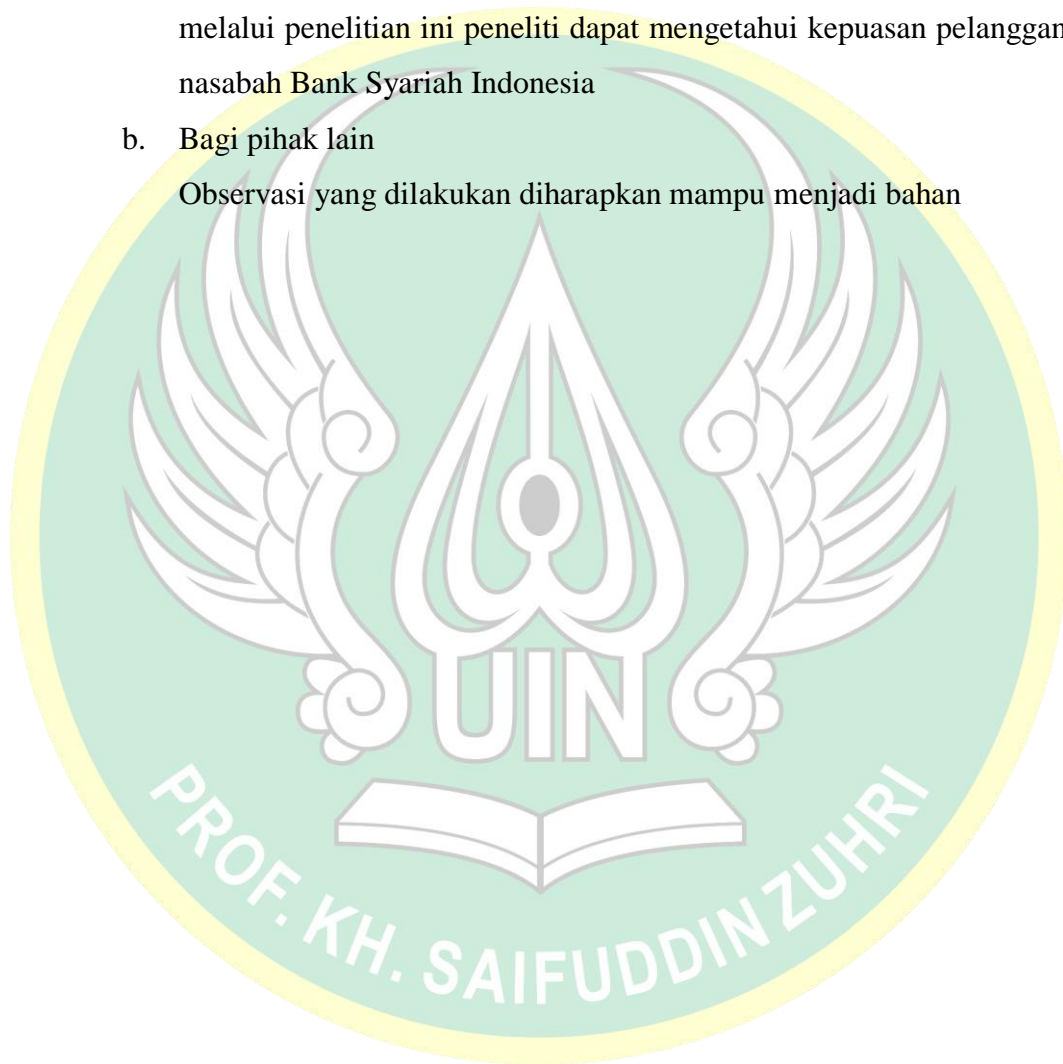 melalui penelitian ini peneliti dapat mengetahui kepuasan pelanggan
nasabah Bank Syariah Indonesia
b. Bagi pihak lain
Observasi yang dilakukan diharapkan mampu menjadi bahan
UIN
PROF. KH. SAIFUDDIN ZUHRI